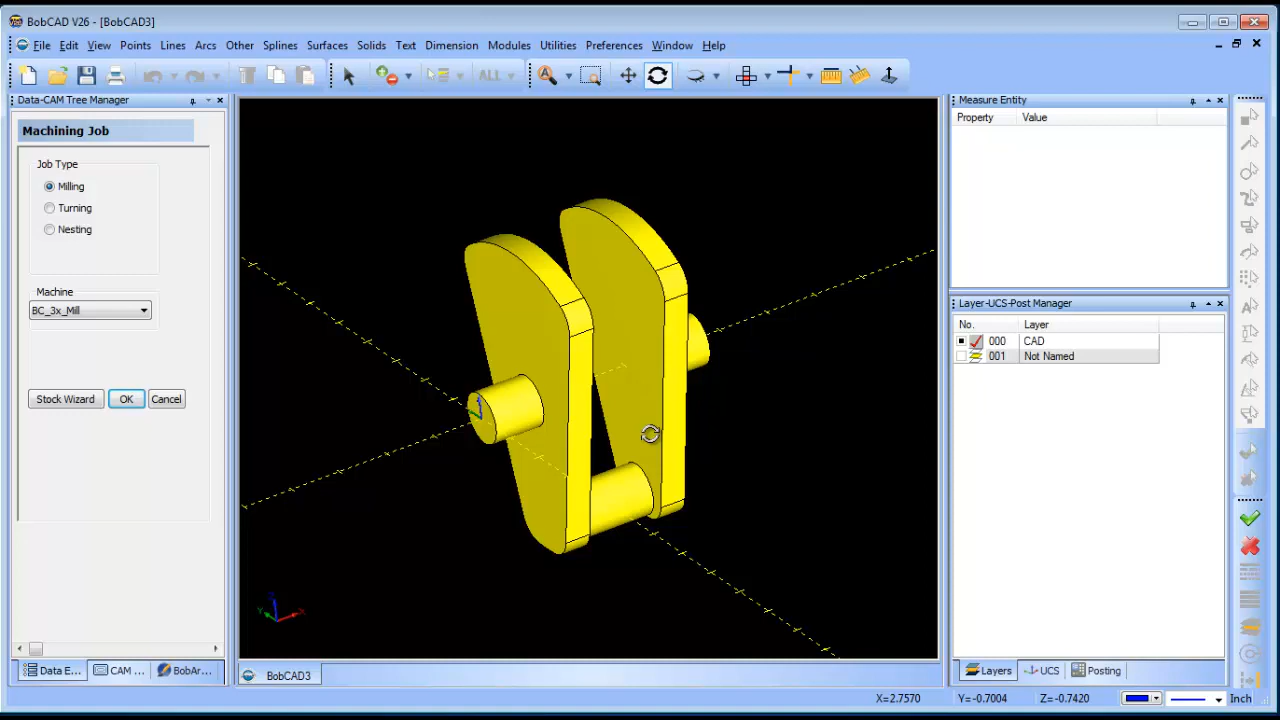 BobCAD V26 - [BobCAD3]
File Edit View Points Lines Arcs Other Splines Surfaces Solids Text Dimension Modules Utilities Preferences Window Help
ALL
Data-CAM Tree Manager
Machining Job
Job Type
Milling
Turning
Nesting
Machine
BC_3x_Mill
Stock Wizard OK Cancel
Data E... CAM ... BobAr...
BobCAD3
Measure Entity
Property Value
Layer-UCS-Post Manager
No. Layer
000 CAD
001 Not Named
Layers UCS Posting
X=2.7570 Y=-0.7004 Z=-0.7420 Inch